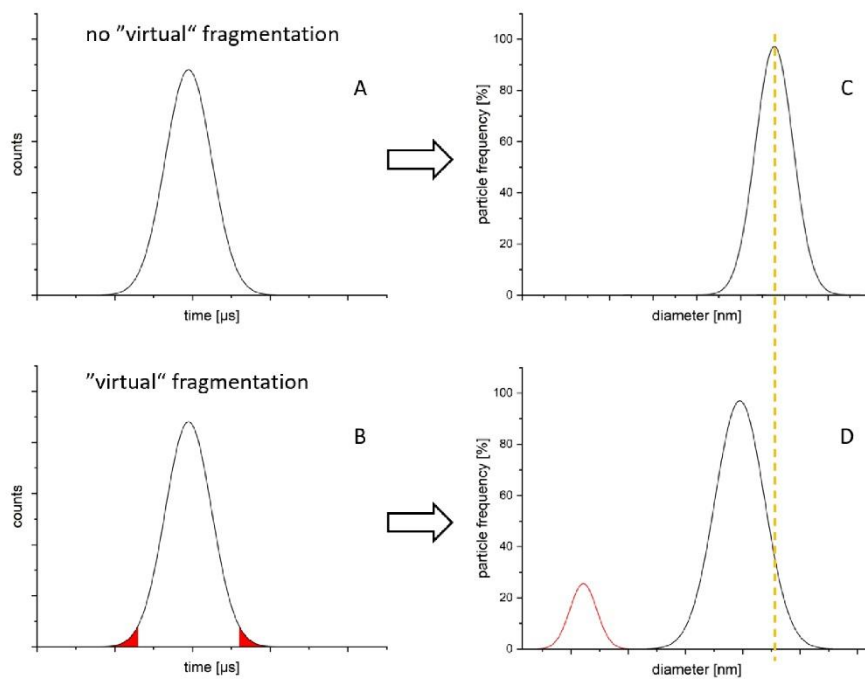 no ”virtual“ fragmentation
A
counts
time [µs]
C
particle frequency [%]
100
80
60
40
20
0
diameter [nm]
”virtual“ fragmentation
B
counts
time [µs]
D
particle frequency [%]
100
80
60
40
20
0
diameter [nm]